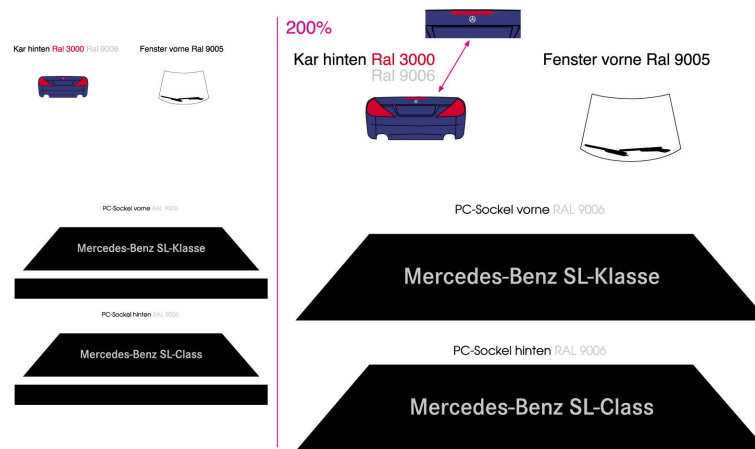 Kar hinten Ral 3000 Ral 9006
Fenster vorne Ral 9005
PC-Sockel vorne RAL 9006
Mercedes-Benz SL-Klasse
PC-Sockel hinten RAL 9006
Mercedes-Benz SL-Class
200%
Kar hinten Ral 3000
Ral 9006
Fenster vorne Ral 9005
PC-Sockel vorne RAL 9006
Mercedes-Benz SL-Klasse
PC-Sockel hinten RAL 9006
Mercedes-Benz SL-Class